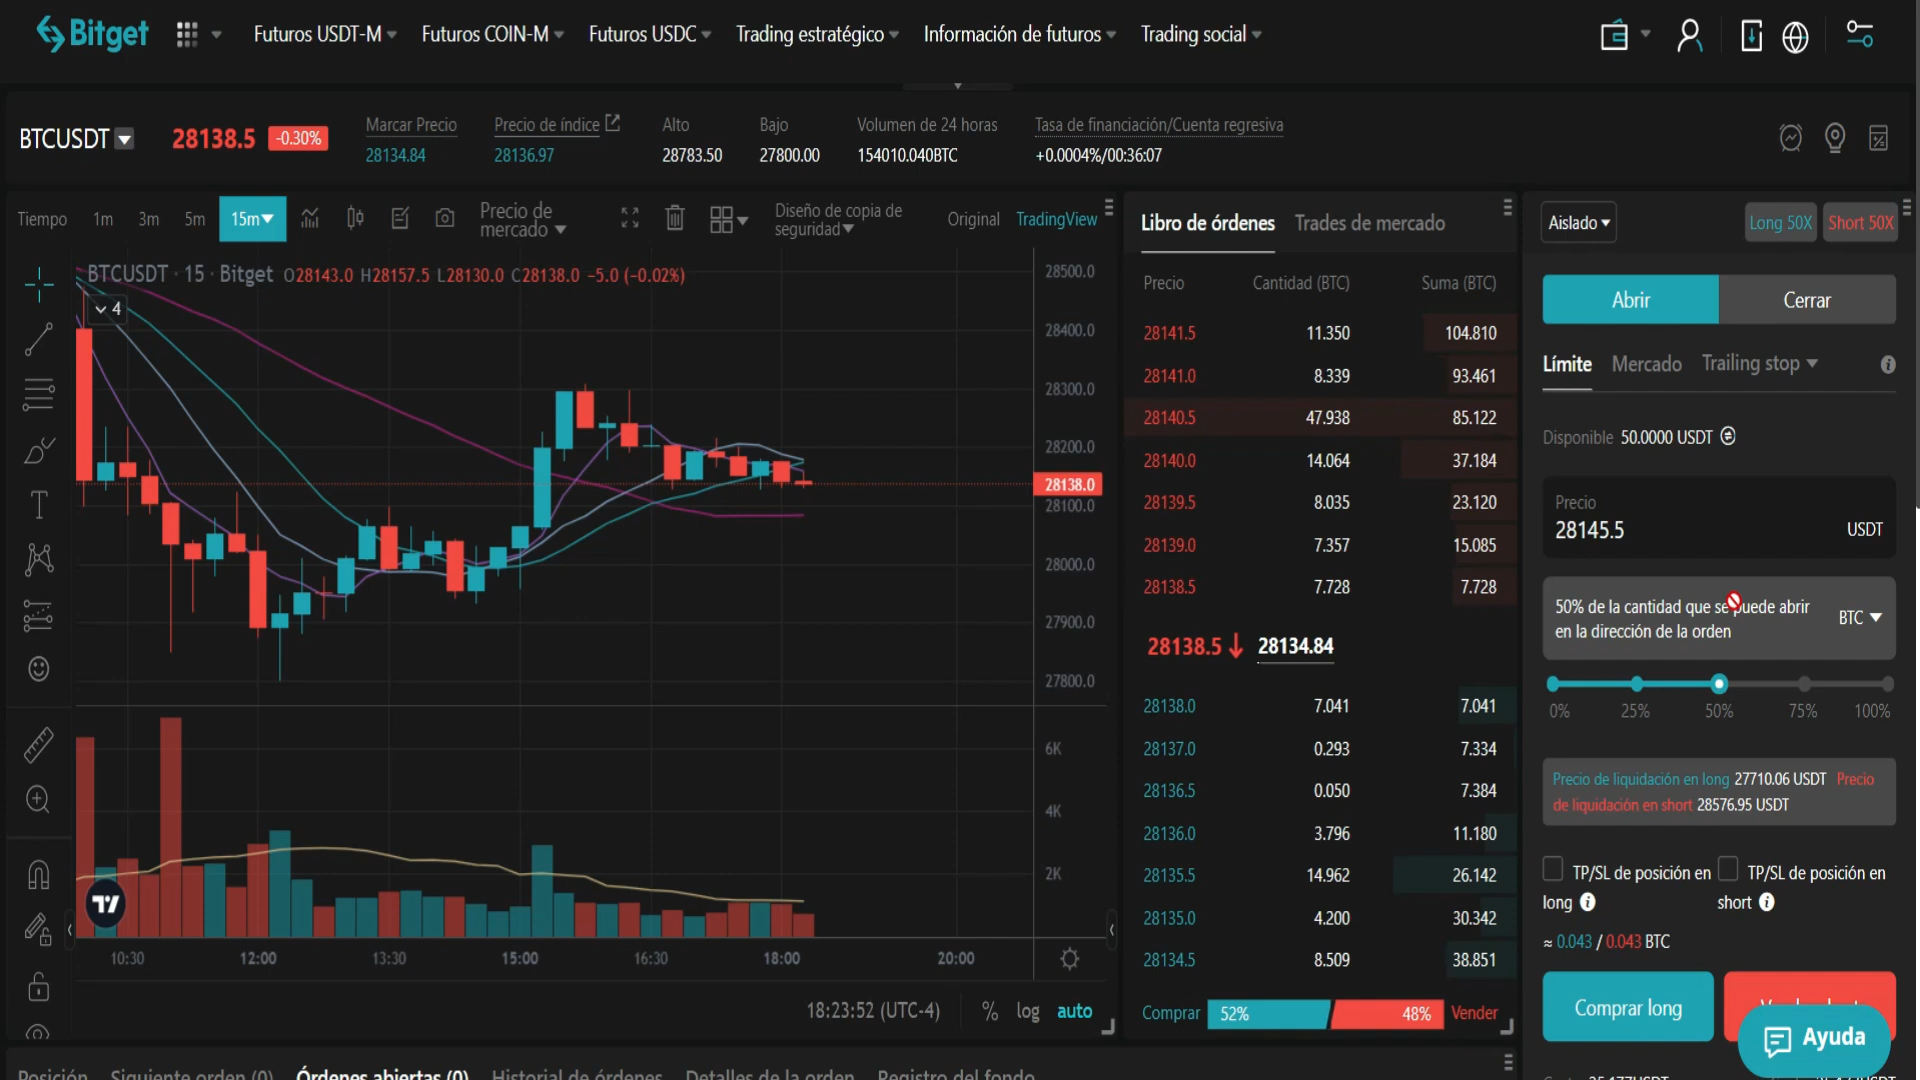 Bitget
Futuros USDT-M
Futuros COIN-M
Futuros USDC
Trading estratégico
Información de futuros
Trading social
BTCUSDT
28138.5
-0.30%
Marcar Precio
28134.84
Precio de índice
28136.97
Alto
28783.50
Bajo
27800.00
Volumen de 24 horas
154010.040BTC
Tasa de financiación/Cuenta regresiva
+0.0004%/00:36:07
Tiempo
1m
3m
5m
15m
Precio de
mercado
Diseño de copia de
seguridad
Original
TradingView
BTCUSDT · 15 · Bitget O28143.0 H28157.5 L28130.0 C28138.0 -5.0 (-0.02%)
4
28500.0
28400.0
28300.0
28200.0
28138.0
28100.0
28000.0
27900.0
27800.0
6K
4K
2K
10:30
12:00
13:30
15:00
16:30
18:00
20:00
18:23:52 (UTC-4)
%
log
auto
Libro de órdenes
Trades de mercado
Precio Cantidad (BTC) Suma (BTC)
28141.5 11.350 104.810
28141.0 8.339 93.461
28140.5 47.938 85.122
28140.0 14.064 37.184
28139.5 8.035 23.120
28139.0 7.357 15.085
28138.5 7.728 7.728
28138.5 28134.84
28138.0 7.041 7.041
28137.0 0.293 7.334
28136.5 0.050 7.384
28136.0 3.796 11.180
28135.5 14.962 26.142
28135.0 4.200 30.342
28134.5 8.509 38.851
Comprar 52% 48% Vender
Aislado
Long 50X
Short 50X
Abrir
Cerrar
Límite
Mercado
Trailing stop
Disponible 50.0000 USDT
Precio
28145.5
USDT
50% de la cantidad que se puede abrir
en la dirección de la orden
BTC
0% 25% 50% 75% 100%
Precio de liquidación en long 27710.06 USDT Precio
de liquidación en short 28576.95 USDT
TP/SL de posición en
long
TP/SL de posición en
short
≈ 0.043 / 0.043 BTC
Comprar long
Ayuda
Posición
Siguiente orden (0)
Órdenes abiertas (0)
Historial de órdenes
Detalles de la orden
Registro del fondo